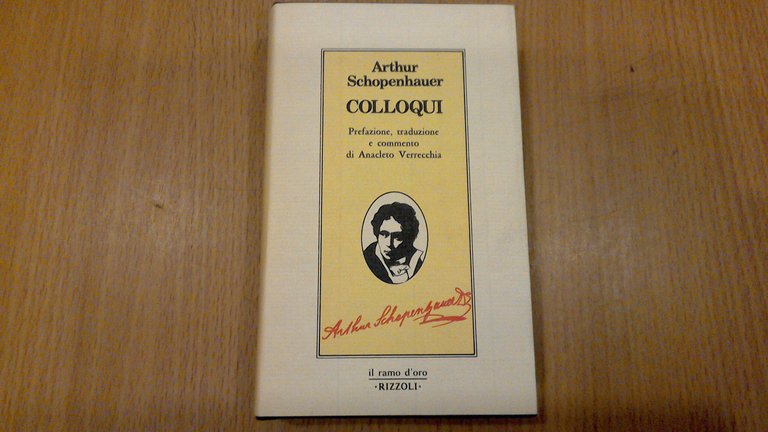 Arthur
Schopenhauer
COLLOQUI
Prefazione, traduzione
e commento
di Anacleto Verrecchia
Arthur Schopenhauer
il ramo d'oro
·RIZZOLI·